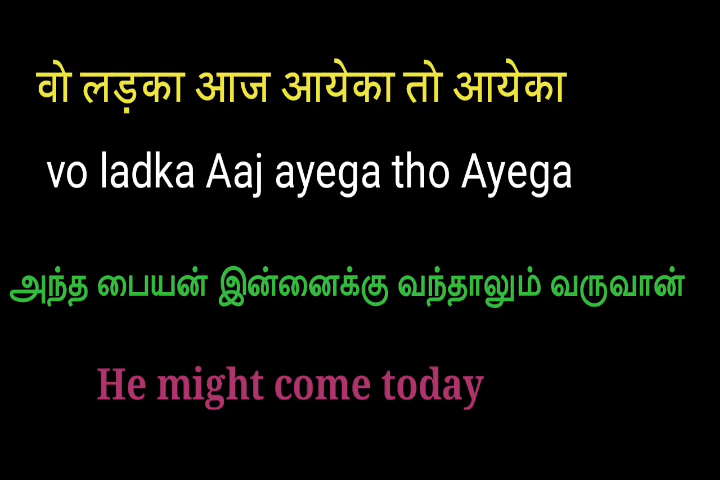 वो लड़का आज आयेका तो आयेका
vo ladka Aaj ayega tho Ayega
அந்த பையன் இன்னைக்கு வந்தாலும் வருவான்
He might come today